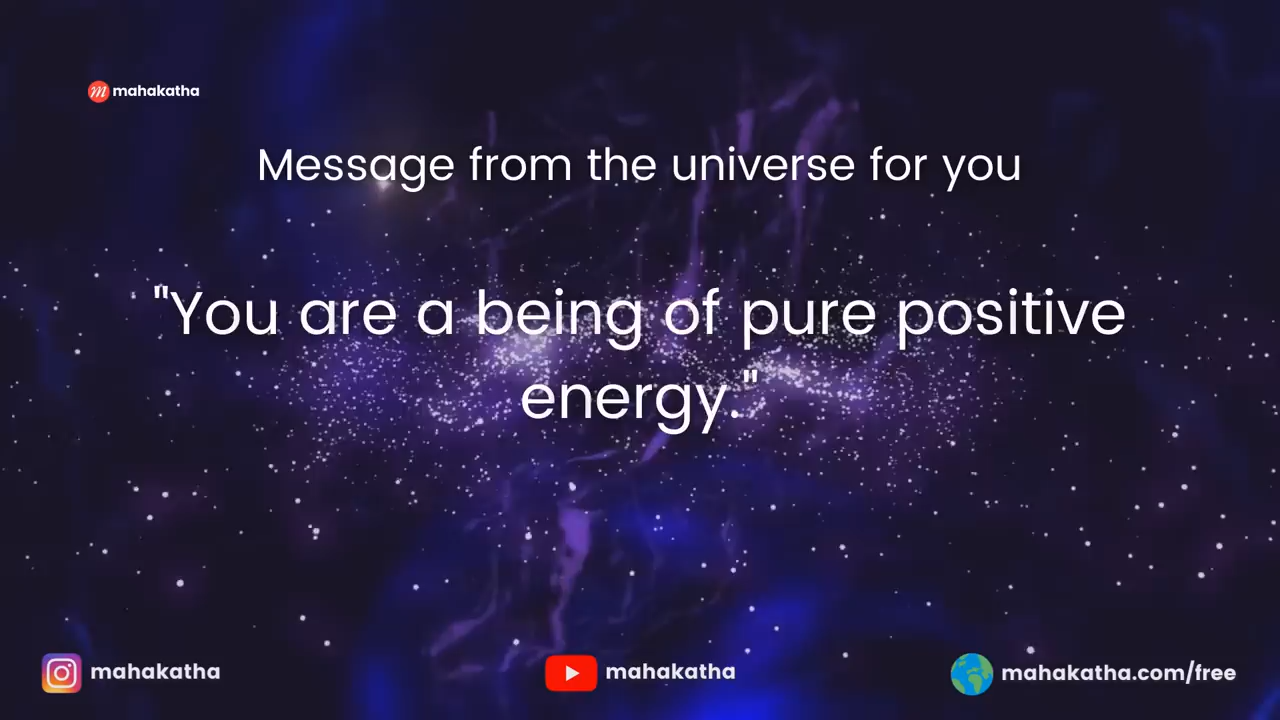 mahakatha
Message from the universe for you
"You are a being of pure positive
energy."
mahakatha
mahakatha
mahakatha.com/free